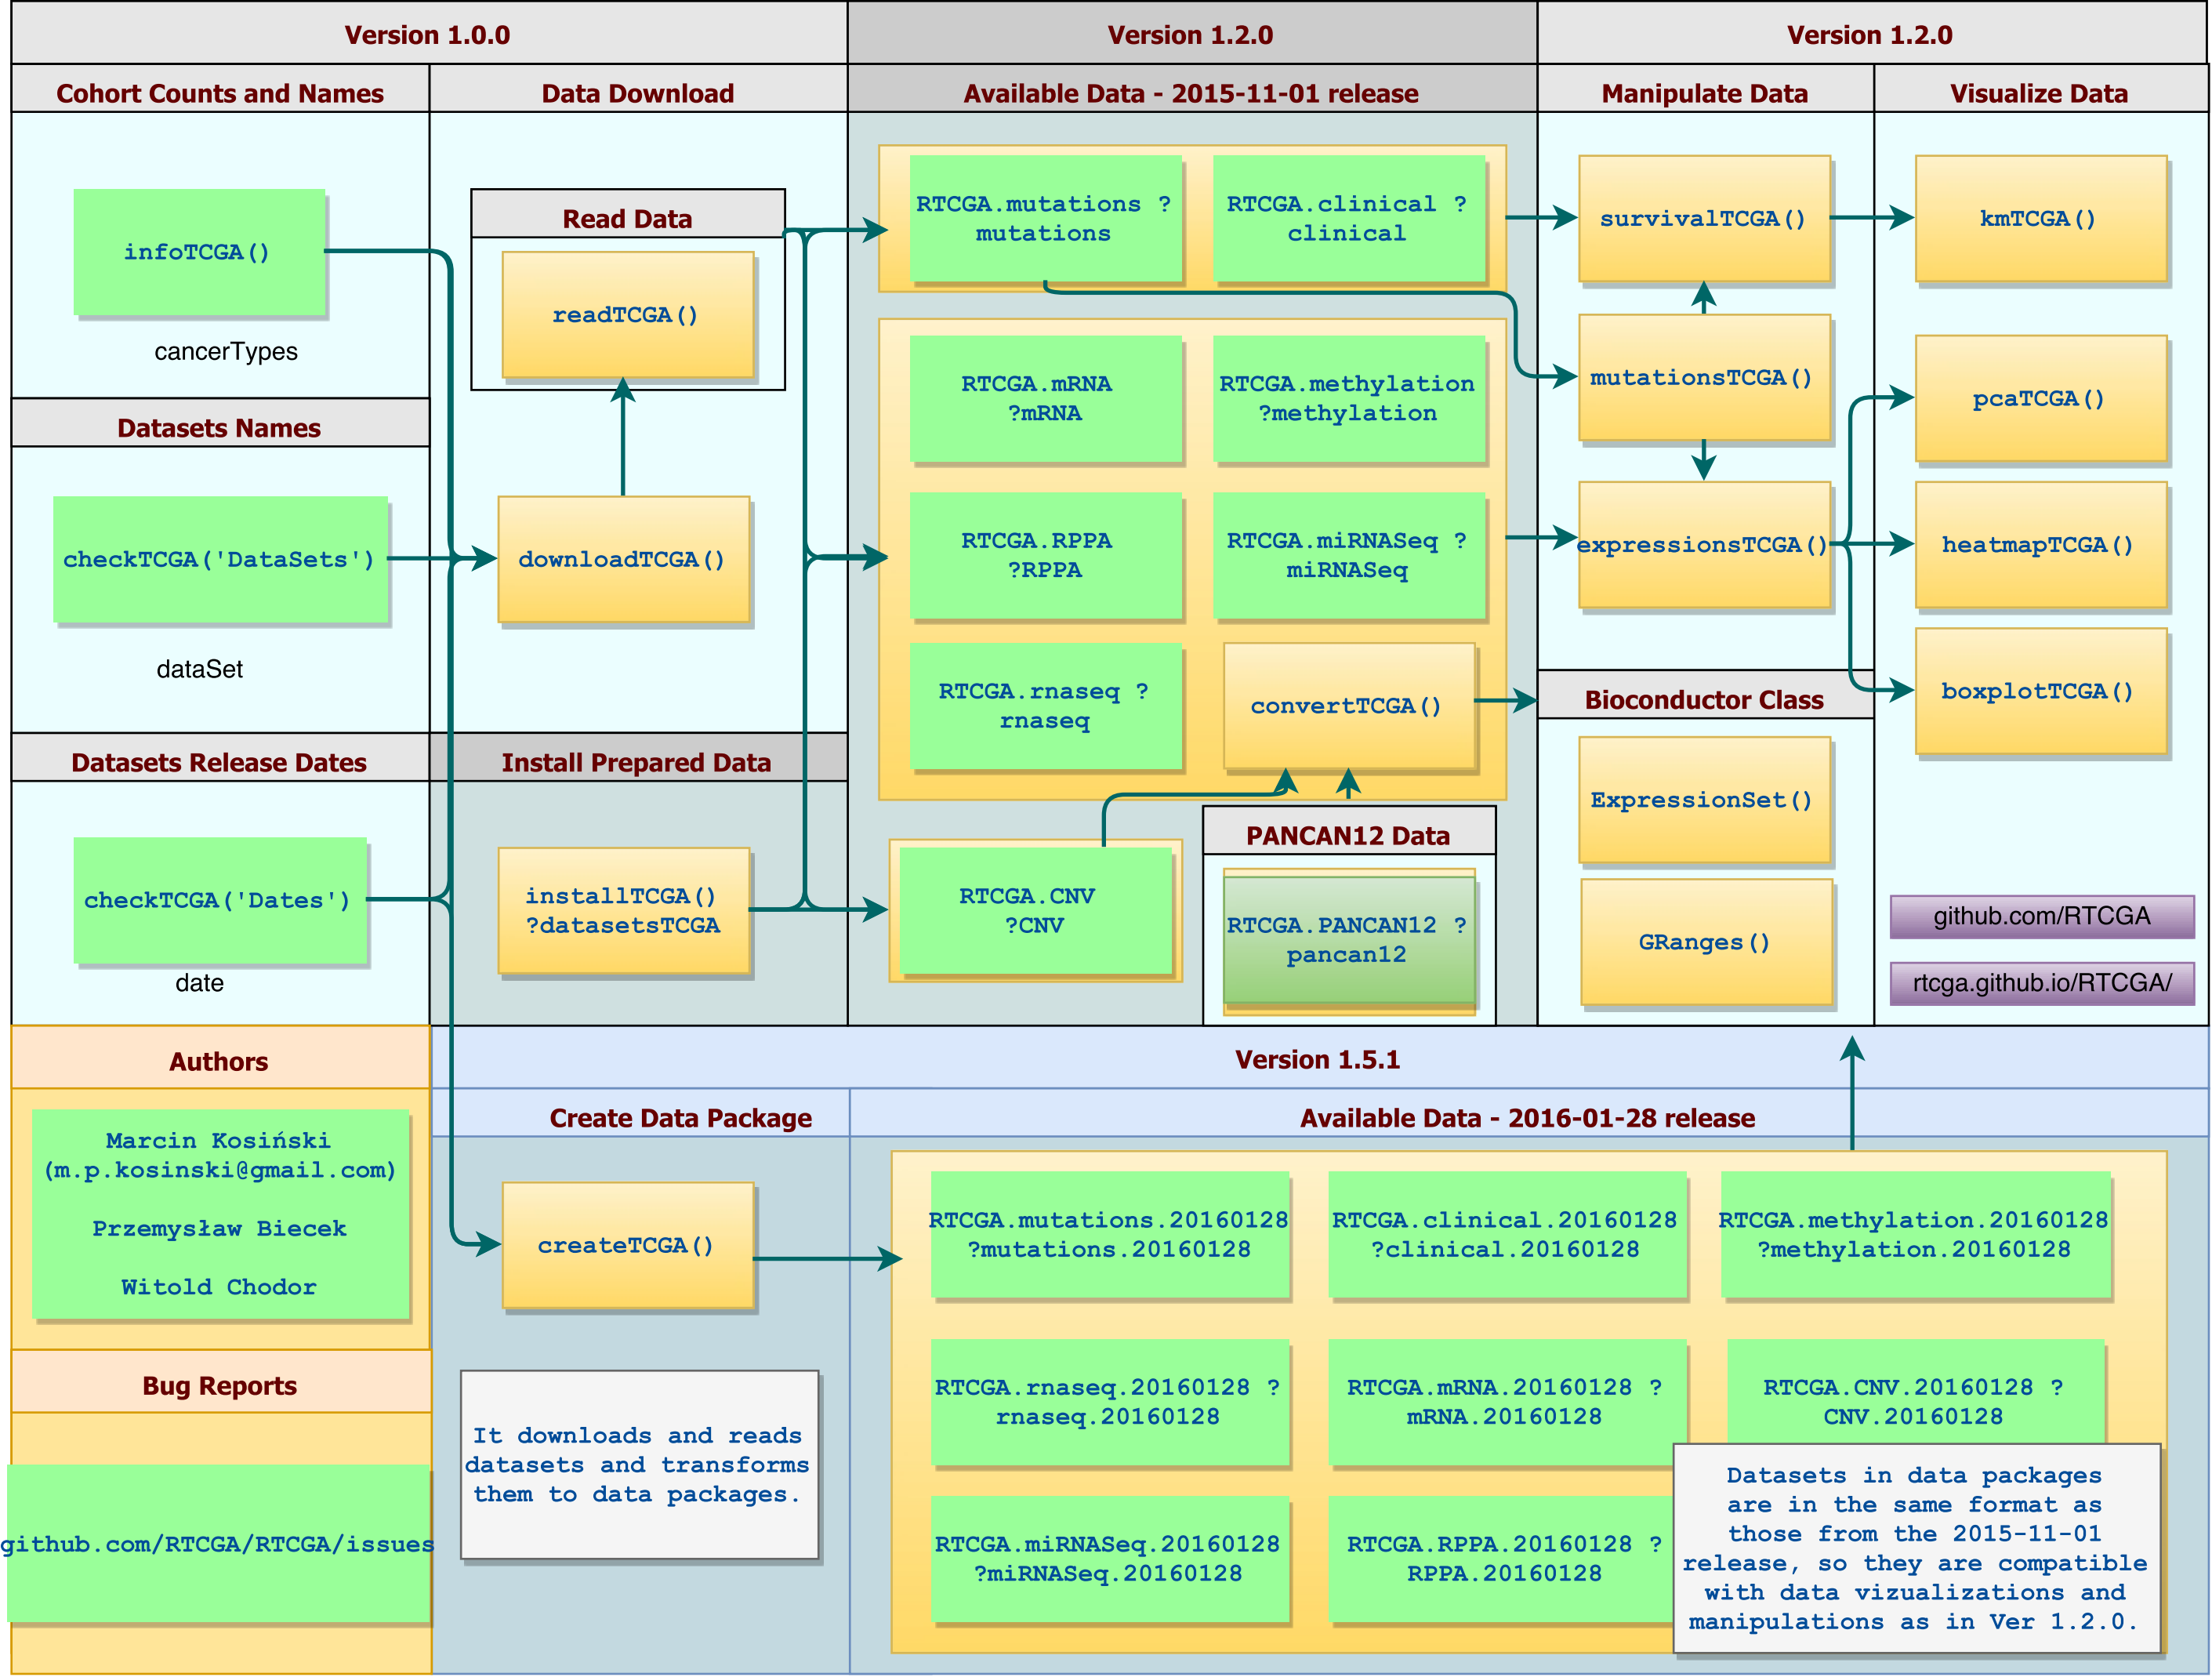 Version 1.0.0
Version 1.2.0
Version 1.2.0
Cohort Counts and Names
Data Download
Available Data - 2015-11-01 release
Manipulate Data
Visualize Data
infoTCGA()
cancerTypes
Datasets Names
checkTCGA('DataSets')
dataSet
Datasets Release Dates
checkTCGA('Dates')
date
Read Data
readTCGA()
downloadTCGA()
Install Prepared Data
installTCGA()
?datasetsTCGA
RTCGA.mutations ?
mutations
RTCGA.clinical ?
clinical
RTCGA.mRNA
?mRNA
RTCGA.methylation
?methylation
RTCGA.RPPA
?RPPA
RTCGA.miRNASeq ?
miRNASeq
RTCGA.rnaseq ?
rnaseq
convertTCGA()
RTCGA.CNV
?CNV
PANCAN12 Data
RTCGA.PANCAN12 ?
pancan12
survivalTCGA()
mutationsTCGA()
expressionsTCGA()
Bioconductor Class
ExpressionSet()
GRanges()
kmTCGA()
pcaTCGA()
heatmapTCGA()
boxplotTCGA()
github.com/RTCGA
rtcga.github.io/RTCGA/
Authors
Marcin Kosiński
(m.p.kosinski@gmail.com)
Przemysław Biecek
Witold Chodor
Bug Reports
github.com/RTCGA/RTCGA/issues
Version 1.5.1
Create Data Package
Available Data - 2016-01-28 release
createTCGA()
It downloads and reads
datasets and transforms
them to data packages.
RTCGA.mutations.20160128
?mutations.20160128
RTCGA.clinical.20160128
?clinical.20160128
RTCGA.methylation.20160128
?methylation.20160128
RTCGA.rnaseq.20160128 ?
rnaseq.20160128
RTCGA.mRNA.20160128 ?
mRNA.20160128
RTCGA.CNV.20160128 ?
CNV.20160128
RTCGA.miRNASeq.20160128
?miRNASeq.20160128
RTCGA.RPPA.20160128 ?
RPPA.20160128
Datasets in data packages
are in the same format as
those from the 2015-11-01
release, so they are compatible
with data vizualizations and
manipulations as in Ver 1.2.0.